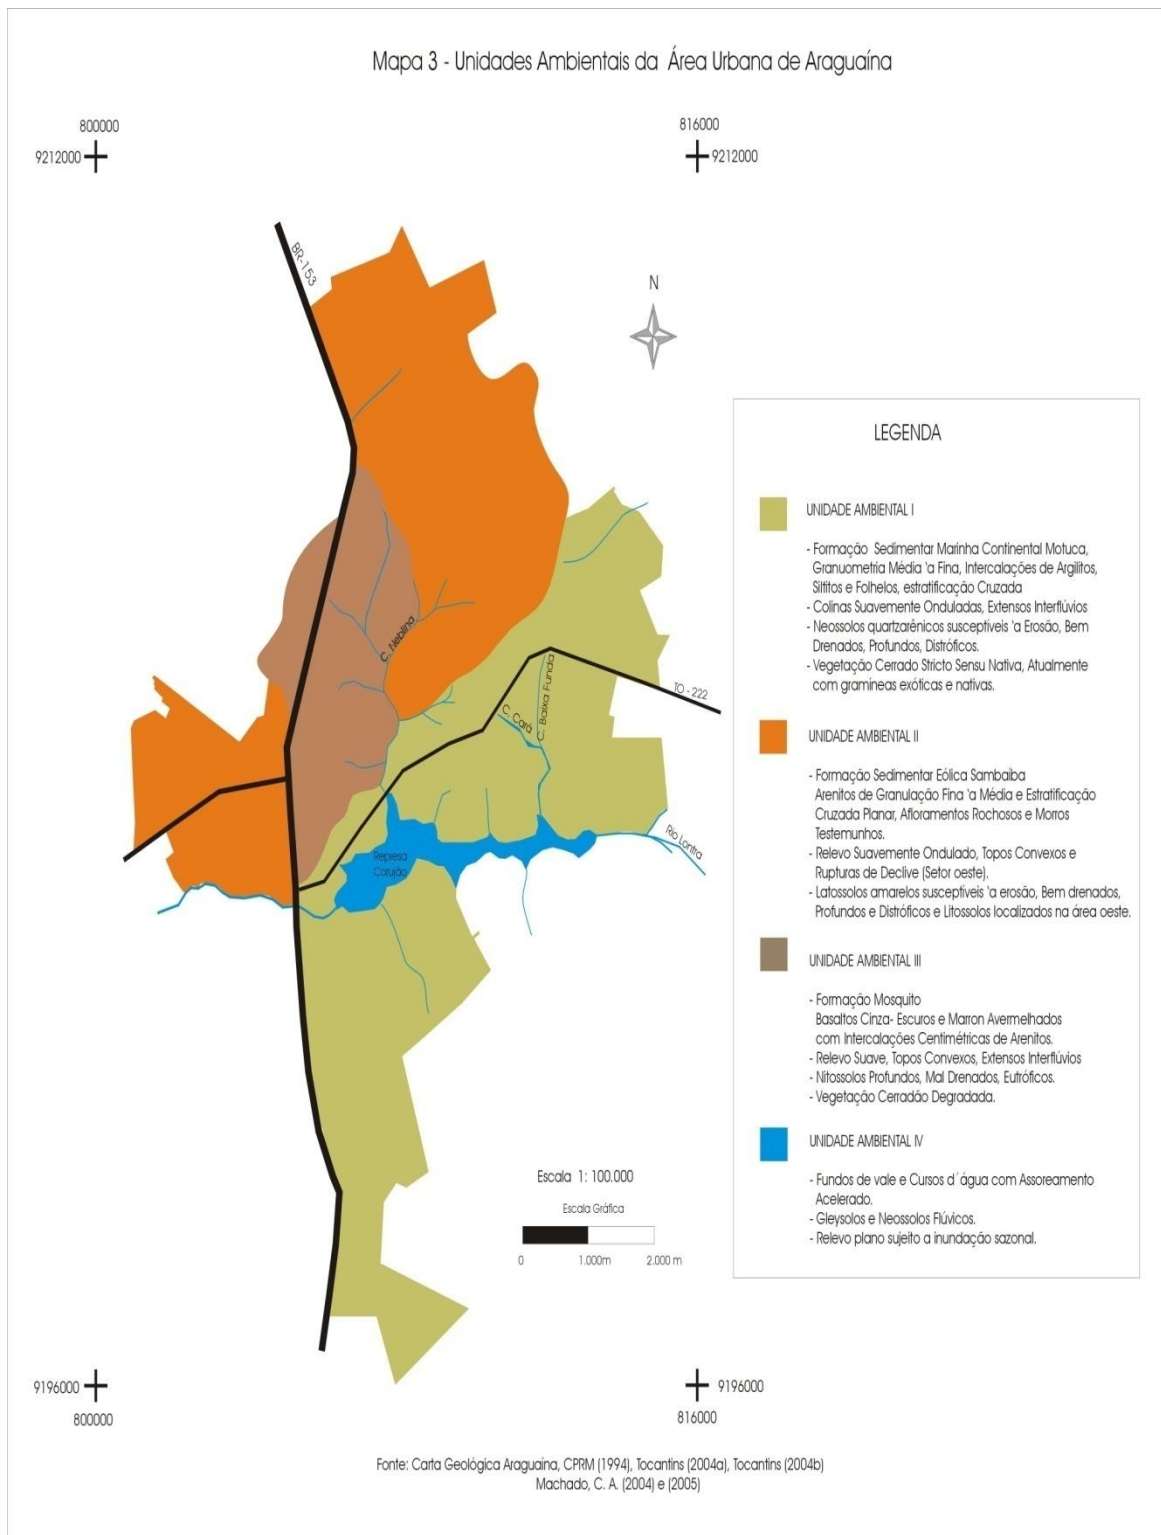 Mapa 3 - Unidades Ambientais da Área Urbana de Araguaína
800000
816000
9212000
9212000
BR-153
N
LEGENDA
UNIDADE AMBIENTAL I
- Formação Sedimentar Marinha Continental Motuca,
Granuometria Média 'a Fina, Intercalações de Argilitos,
Siltitos e Folhelos, estratificação Cruzada
- Colinas Suavemente Onduladas, Extensos Interflúvios
- Neossolos quartzarênicos susceptíveis 'a Erosão, Bem
Drenados, Profundos, Distróficos.
- Vegetação Cerrado Stricto Sensu Nativa, Atualmente
com gramíneas exóticas e nativas.
C. Neblina
TO - 222
C. Cará
C. Baixa Funda
UNIDADE AMBIENTAL II
- Formação Sedimentar Eólica Sambaíba
Arenitos de Granulação Fina 'a Média e Estratificação
Cruzada Planar, Afloramentos Rochosos e Morros
Testemunhos.
- Relevo Suavemente Ondulado, Topos Convexos e
Rupturas de Declive (Setor oeste).
- Latossolos amarelos susceptíveis 'a erosão, Bem drenados,
Profundos e Distróficos e Litossolos localizados na área oeste.
Rio Lontra
Represa
Corujão
UNIDADE AMBIENTAL III
- Formação Mosquito
Basaltos Cinza- Escuros e Marron Avermelhados
com Intercalações Centimétricas de Arenitos.
- Relevo Suave, Topos Convexos, Extensos Interflúvios
- Nitossolos Profundos, Mal Drenados, Eutróficos.
- Vegetação Cerradão Degradada.
UNIDADE AMBIENTAL IV
- Fundos de vale e Cursos d´água com Assoreamento
Acelerado.
- Gleysolos e Neossolos Flúvicos.
- Relevo plano sujeito a inundação sazonal.
Escala 1: 100.000
Escala Gráfica
0 1.000m 2.000 m
9196000
9196000
800000
816000
Fonte: Carta Geológica Araguaína, CPRM (1994), Tocantins (2004a), Tocantins (2004b)
Machado, C. A. (2004) e (2005)